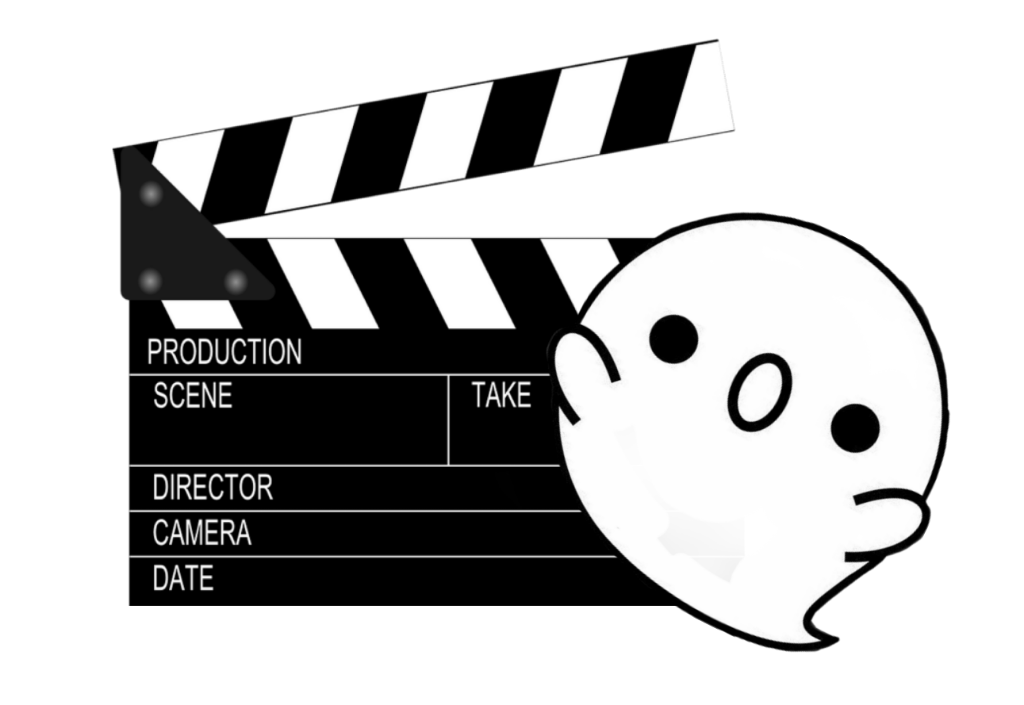 PRODUCTION
SCENE TAKE
DIRECTOR
CAMERA
DATE